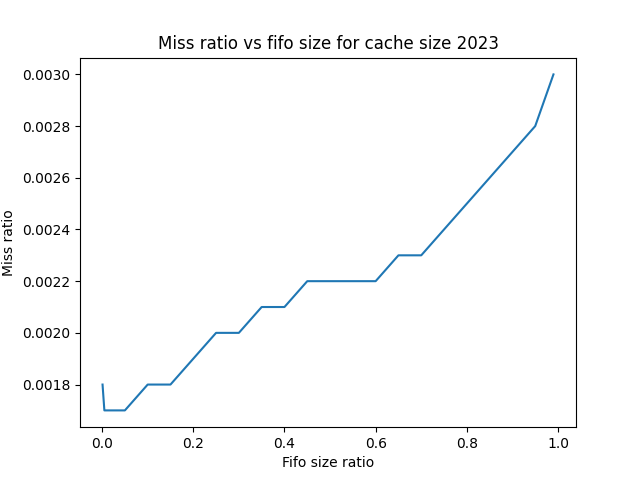 Miss ratio vs fifo size for cache size 2023
0.0030
0.0028
0.0026
0.0024
0.0022
0.0020
0.0018
Miss ratio
0.0 0.2 0.4 0.6 0.8 1.0
Fifo size ratio